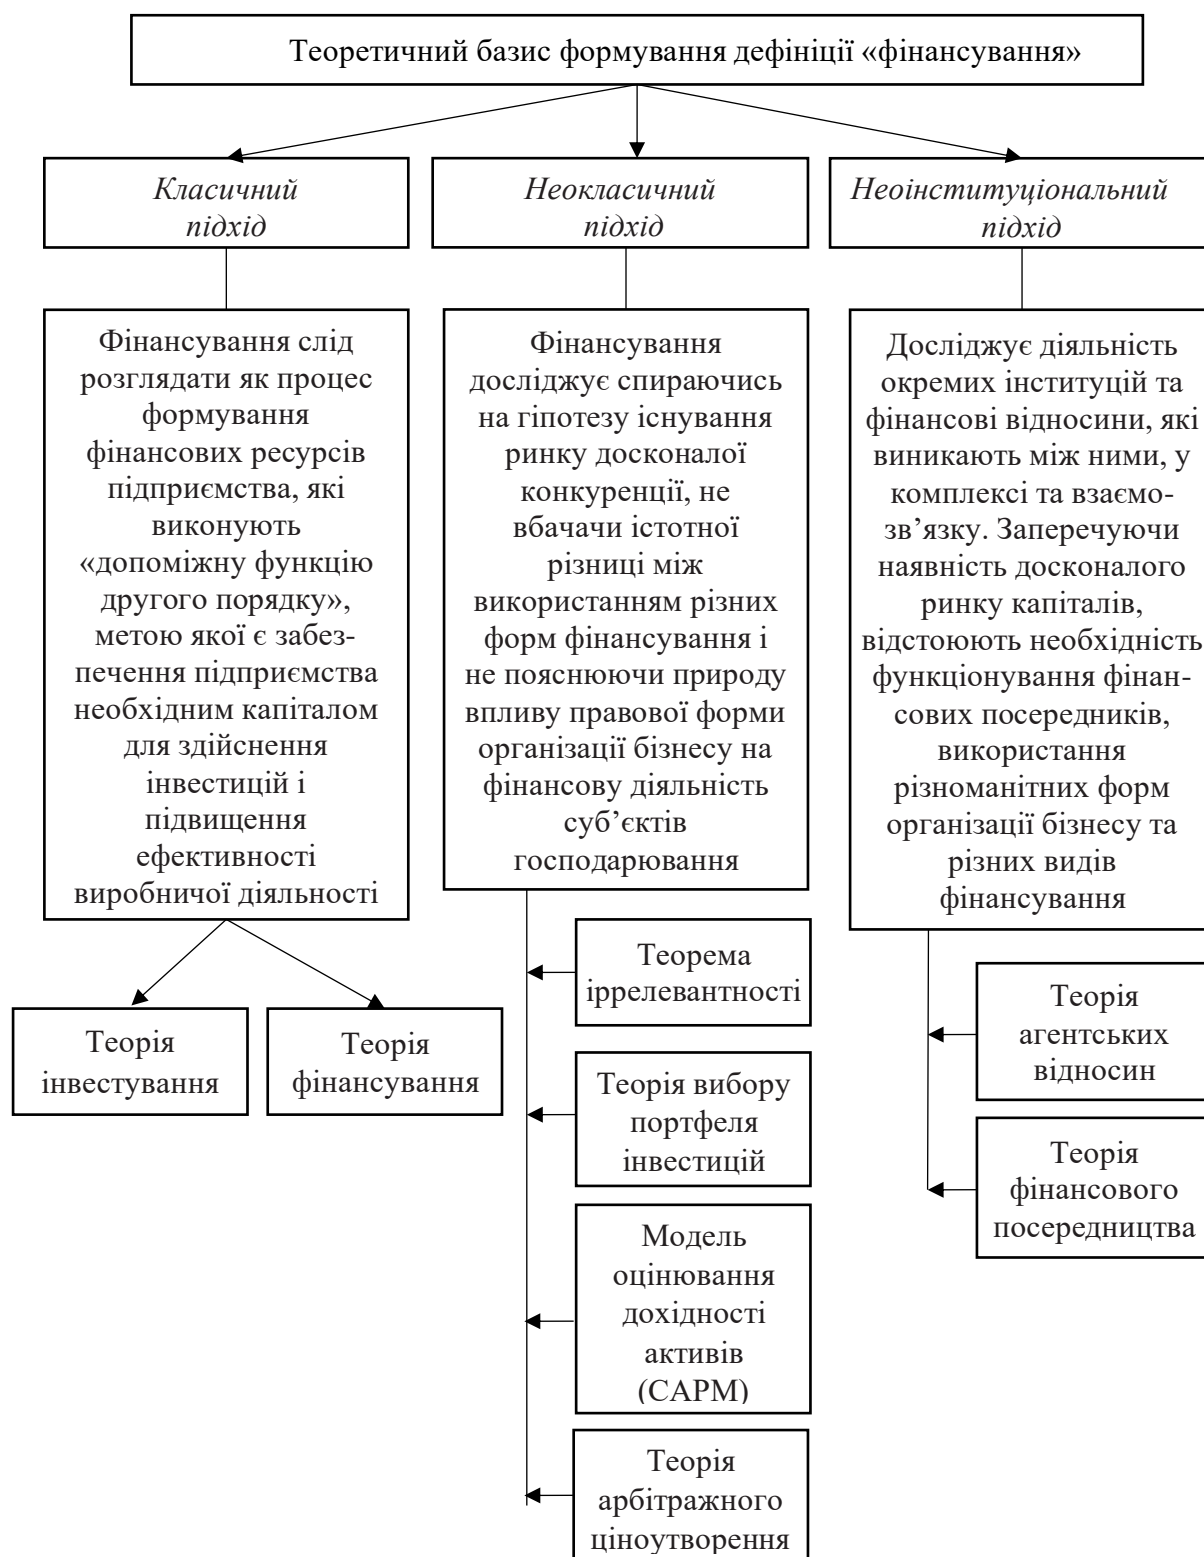 Теоретичний базис формування дефініції «фінансування»
Класичний
підхід
Неокласичний
підхід
Неоінституціональний
підхід
Фінансування слід
розглядати як процес
формування
фінансових ресурсів
підприємства, які
виконують
«допоміжну функцію
другого порядку»,
метою якої є забез-
печення підприємства
необхідним капіталом
для здійснення
інвестицій і
підвищення
ефективності
виробничої діяльності
Фінансування
досліджує спираючись
на гіпотезу існування
ринку досконалої
конкуренції, не
вбачачи істотної
різниці між
використанням різних
форм фінансування і
не пояснюючи природу
впливу правової форми
організації бізнесу на
фінансову діяльність
суб’єктів
господарювання
Досліджує діяльність
окремих інституцій та
фінансові відносини, які
виникають між ними, у
комплексі та взаємо-
зв’язку. Заперечуючи
наявність досконалого
ринку капіталів,
відстоюють необхідність
функціонування фінан-
сових посередників,
використання
різноманітних форм
організації бізнесу та
різних видів
фінансування
Теорія
інвестування
Теорія
фінансування
Теорема
іррелевантності
Теорія вибору
портфеля
інвестицій
Модель
оцінювання
дохідності
активів
(CAPM)
Теорія
арбітражного
ціноутворення
Теорія
агентських
відносин
Теорія
фінансового
посередництва